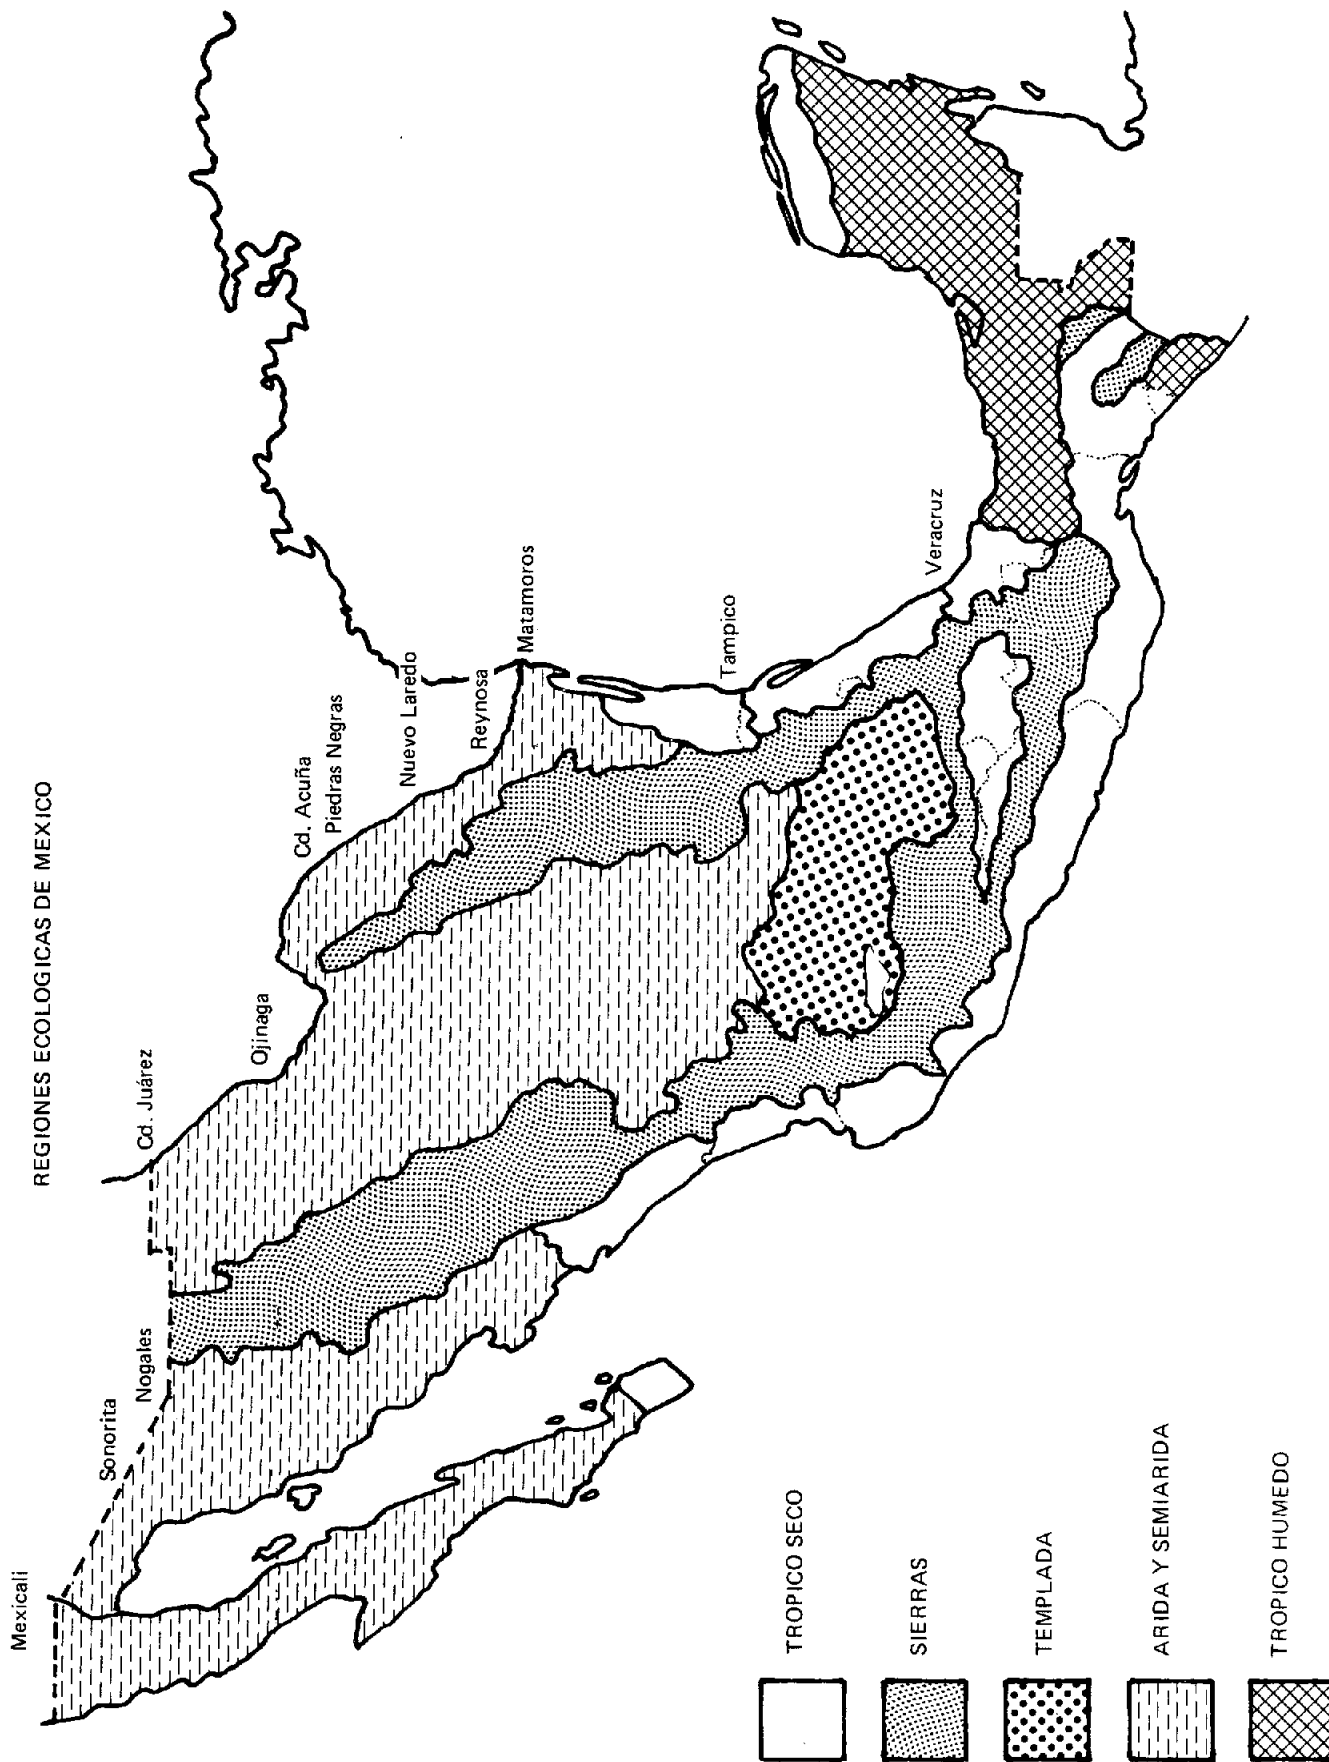 REGIONES ECOLOGICAS DE MEXICO
Mexicali
Sonorita
Nogales
Cd. Juárez
Ojinaga
Cd. Acuña
Piedras Negras
Nuevo Laredo
Reynosa
Matamoros
Tampico
Veracruz
TROPICO SECO
SIERRAS
TEMPLADA
ARIDA Y SEMIARIDA
TROPICO HUMEDO